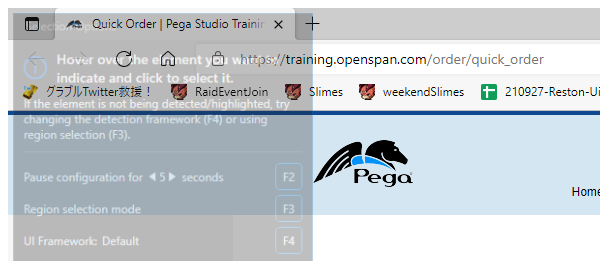 Quick Order | Pega Studio Trainin
Hover over the element you want to
indicate and click to select it.
https://training.openspan.com/order/quick_order
グラブルTwitter救援！ RaidEventJoin Slimes weekendSlimes 210927-Reston-Ui
If the element is not being detected/highlighted, try
changing the detection framework (F4) or using
region selection (F3).
Pause configuration for ◀ 5 ▶ seconds F2
Region selection mode F3
UI Framework: Default F4
Pega
Home